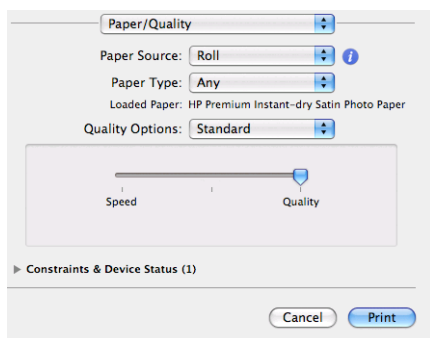 Paper/Quality
Paper Source: Roll
Paper Type: Any
Loaded Paper: HP Premium Instant-dry Satin Photo Paper
Quality Options: Standard
Speed Quality
Constraints & Device Status (1)
Cancel Print